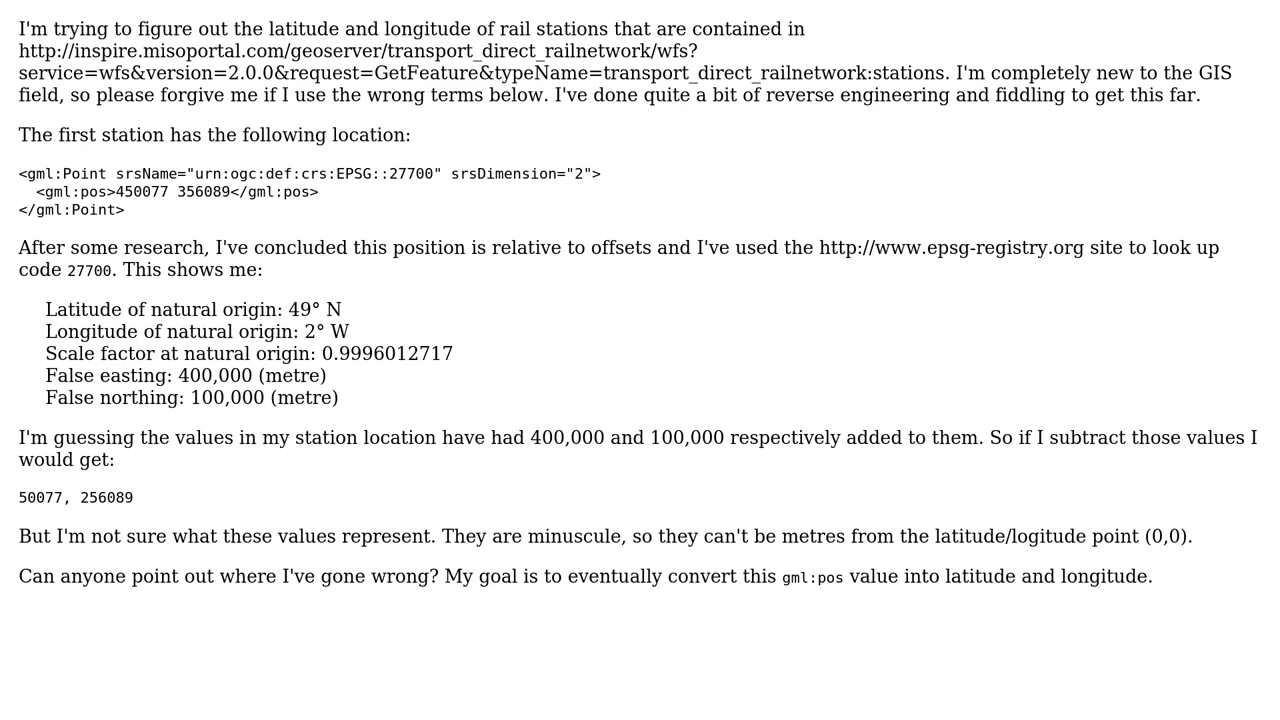 I'm trying to figure out the latitude and longitude of rail stations that are contained in
http://inspire.misoportal.com/geoserver/transport_direct_railnetwork/wfs?
service=wfs&version=2.0.0&request=GetFeature&typeName=transport_direct_railnetwork:stations. I'm completely new to the GIS
field, so please forgive me if I use the wrong terms below. I've done quite a bit of reverse engineering and fiddling to get this far.
The first station has the following location:
<gml:Point srsName="urn:ogc:def:crs:EPSG::27700" srsDimension="2">
  <gml:pos>450077 356089</gml:pos>
</gml:Point>
After some research, I've concluded this position is relative to offsets and I've used the http://www.epsg-registry.org site to look up
code 27700. This shows me:
Latitude of natural origin: 49° N
Longitude of natural origin: 2° W
Scale factor at natural origin: 0.9996012717
False easting: 400,000 (metre)
False northing: 100,000 (metre)
I'm guessing the values in my station location have had 400,000 and 100,000 respectively added to them. So if I subtract those values I
would get:
50077, 256089
But I'm not sure what these values represent. They are minuscule, so they can't be metres from the latitude/logitude point (0,0).
Can anyone point out where I've gone wrong? My goal is to eventually convert this gml:pos value into latitude and longitude.